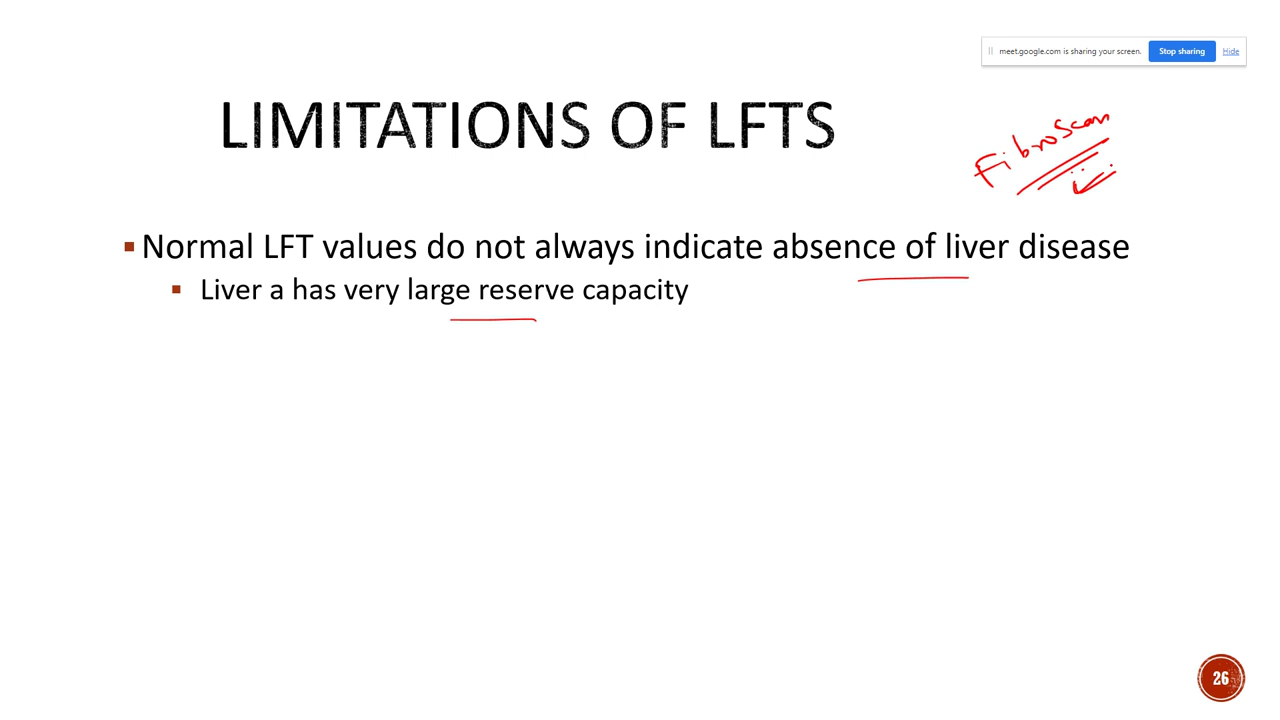 meet.google.com is sharing your screen. Stop sharing Hide
LIMITATIONS OF LFTS
FibroScan
Normal LFT values do not always indicate absence of liver disease
Liver a has very large reserve capacity
26